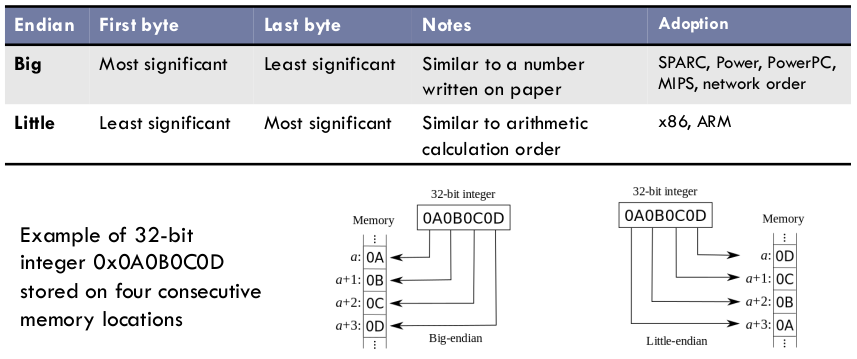 Endian First byte Last byte Notes Adoption
Big Most significant Least significant Similar to a number written on paper SPARC, Power, PowerPC, MIPS, network order
Little Least significant Most significant Similar to arithmetic calculation order x86, ARM
Example of 32-bit
integer 0x0A0B0C0D
stored on four consecutive
memory locations
32-bit integer
0A0B0C0D
Memory
⋮
a: 0A
a+1: 0B
a+2: 0C
a+3: 0D
⋮
Big-endian
32-bit integer
0A0B0C0D
Memory
⋮
a: 0D
a+1: 0C
a+2: 0B
a+3: 0A
⋮
Little-endian